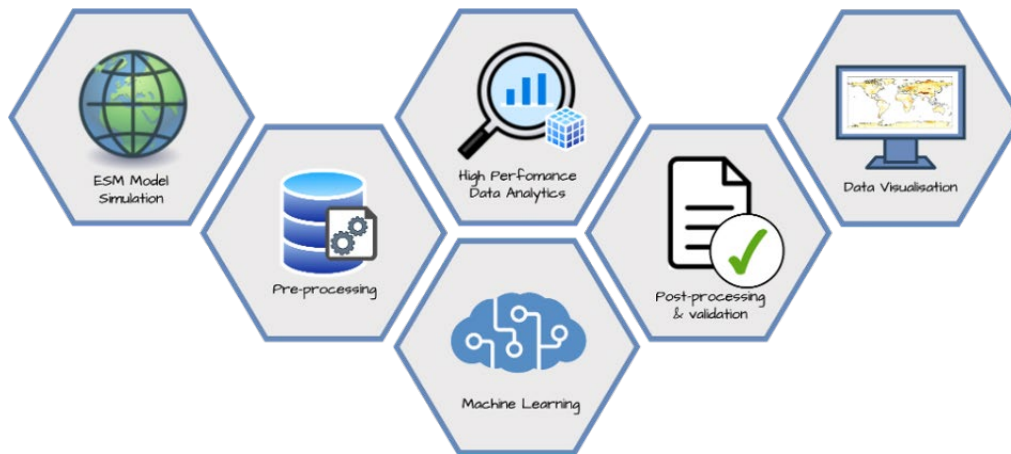 ESM Model
Simulation
Pre-processing
High Perfomance
Data Analytics
Machine Learning
Post-processing
& validation
Data Visualisation